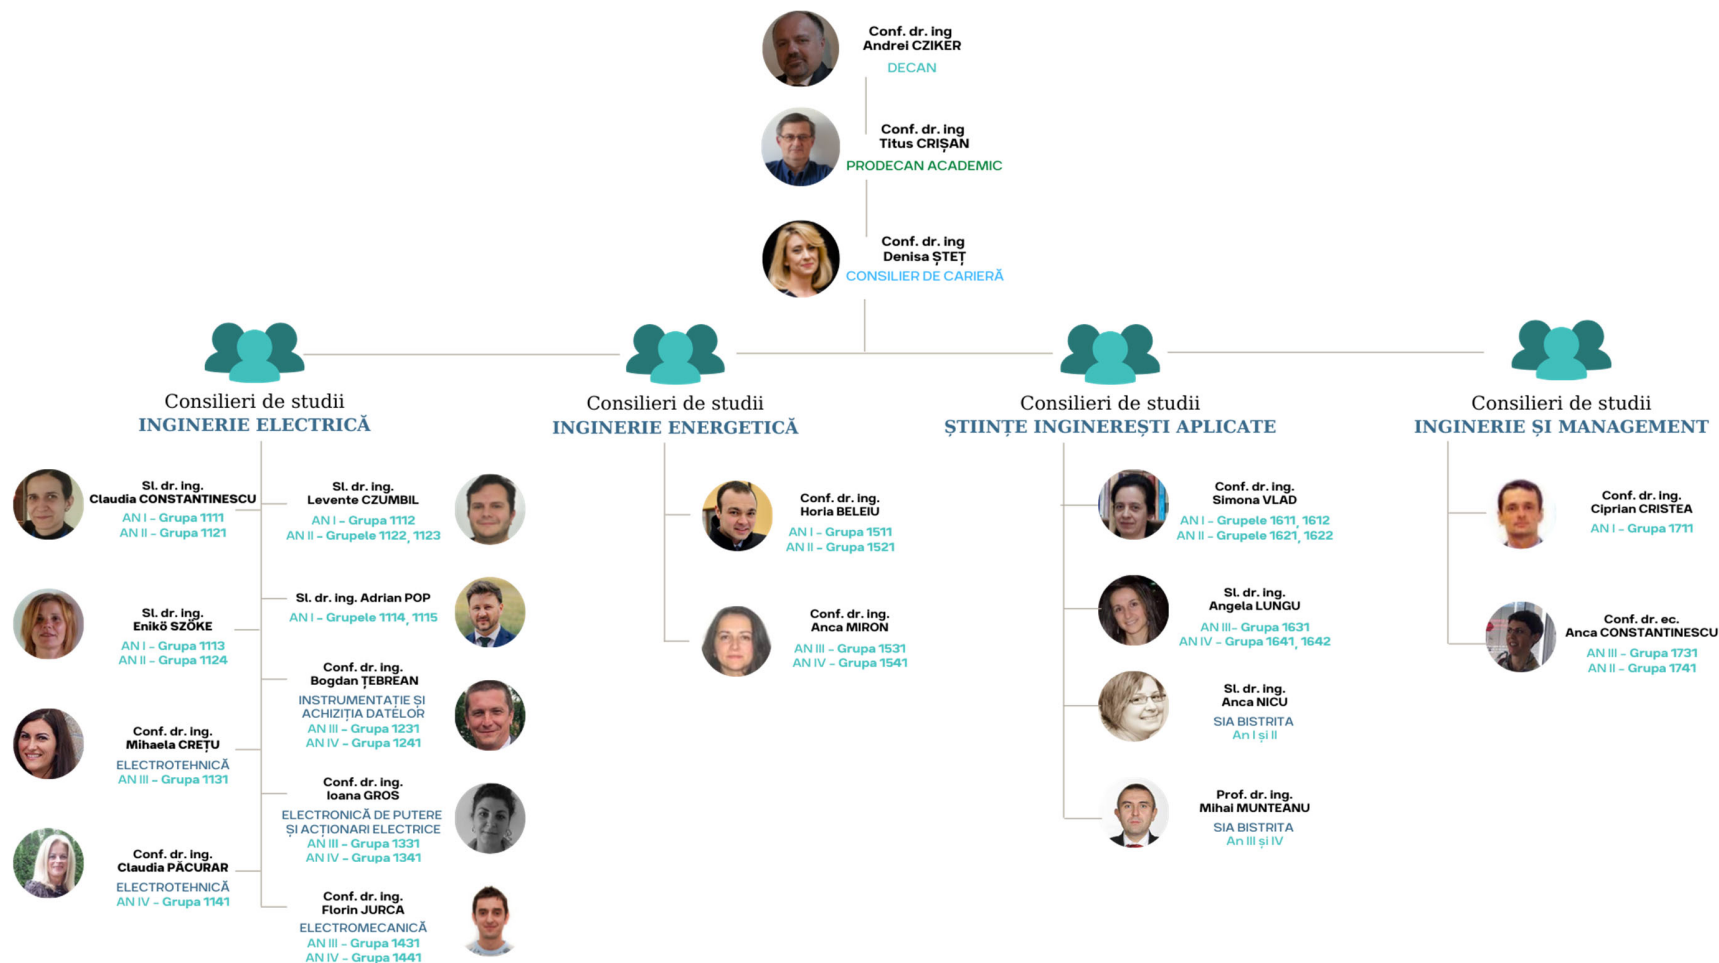 Conf. dr. ing
Andrei CZIKER
DECAN
Conf. dr. ing
Titus CRIȘAN
PRODECAN ACADEMIC
Conf. dr. ing
Denisa ȘTEȚ
CONSILIER DE CARIERĂ
Consilieri de studii
INGINERIE ELECTRICĂ
Sl. dr. ing.
Claudia CONSTANTINESCU
AN I - Grupa 1111
AN II - Grupa 1121
Sl. dr. ing.
Enikö SZÖKE
AN I - Grupa 1113
AN II - Grupa 1124
Conf. dr. ing.
Mihaela CREȚU
ELECTROTEHNICĂ
AN III - Grupa 1131
Conf. dr. ing.
Claudia PĂCURAR
ELECTROTEHNICĂ
AN IV - Grupa 1141
Sl. dr. ing.
Levente CZUMBIL
AN I - Grupa 1112
AN II - Grupele 1122, 1123
Sl. dr. ing. Adrian POP
AN I - Grupele 1114, 1115
Conf. dr. ing.
Bogdan ȚEBREAN
INSTRUMENTAȚIE ȘI
ACHIZIȚIA DATELOR
AN III - Grupa 1231
AN IV - Grupa 1241
Conf. dr. ing.
Ioana GROS
ELECTRONICĂ DE PUTERE
ȘI ACȚIONARI ELECTRICE
AN III - Grupa 1331
AN IV - Grupa 1341
Conf. dr. ing.
Florin JURCA
ELECTROMECANICĂ
AN III - Grupa 1431
AN IV - Grupa 1441
Consilieri de studii
INGINERIE ENERGETICĂ
Conf. dr. ing.
Horia BELEIU
AN I - Grupa 1511
AN II - Grupa 1521
Conf. dr. ing.
Anca MIRON
AN III - Grupa 1531
AN IV - Grupa 1541
Consilieri de studii
ȘTIINȚE INGINEREȘTI APLICATE
Conf. dr. ing.
Simona VLAD
AN I - Grupele 1611, 1612
AN II - Grupele 1621, 1622
Sl. dr. ing.
Angela LUNGU
AN III- Grupa 1631
AN IV - Grupa 1641, 1642
Sl. dr. ing.
Anca NICU
SIA BISTRITA
An I și II
Prof. dr. ing.
Mihai MUNTEANU
SIA BISTRITA
An III și IV
Consilieri de studii
INGINERIE ȘI MANAGEMENT
Conf. dr. ing.
Ciprian CRISTEA
AN I - Grupa 1711
Conf. dr. ec.
Anca CONSTANTINESCU
AN III - Grupa 1731
AN II - Grupa 1741